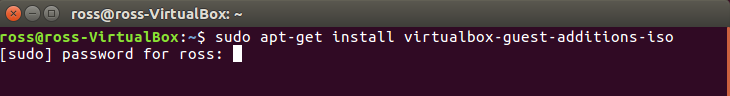 ross@ross-VirtualBox: ~
ross@ross-VirtualBox:~$ sudo apt-get install virtualbox-guest-additions-iso
[sudo] password for ross: